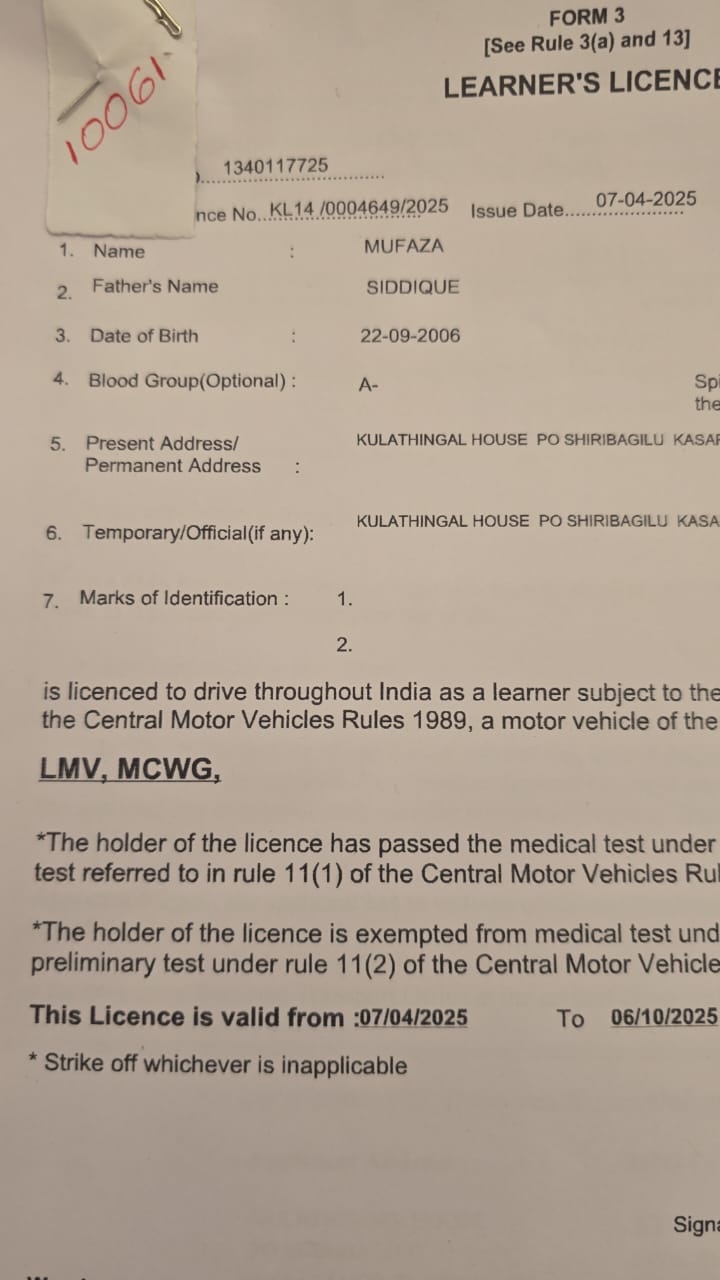 FORM 3
[See Rule 3(a) and 13]
LEARNER'S LICENCE
10061
1340117725
nce No..KL14 /0004649/2025 Issue Date.....07-04-2025
1. Name : MUFAZA
2. Father's Name SIDDIQUE
3. Date of Birth : 22-09-2006
4. Blood Group(Optional) : A-
Spi
the
5. Present Address/ KULATHINGAL HOUSE PO SHIRIBAGILU KASAR
Permanent Address :
6. Temporary/Official(if any): KULATHINGAL HOUSE PO SHIRIBAGILU KASA
7. Marks of Identification : 1.
2.
is licenced to drive throughout India as a learner subject to the
the Central Motor Vehicles Rules 1989, a motor vehicle of the
LMV, MCWG,
*The holder of the licence has passed the medical test under
test referred to in rule 11(1) of the Central Motor Vehicles Rul
*The holder of the licence is exempted from medical test und
preliminary test under rule 11(2) of the Central Motor Vehicle
This Licence is valid from :07/04/2025 To 06/10/2025
* Strike off whichever is inapplicable
Signa